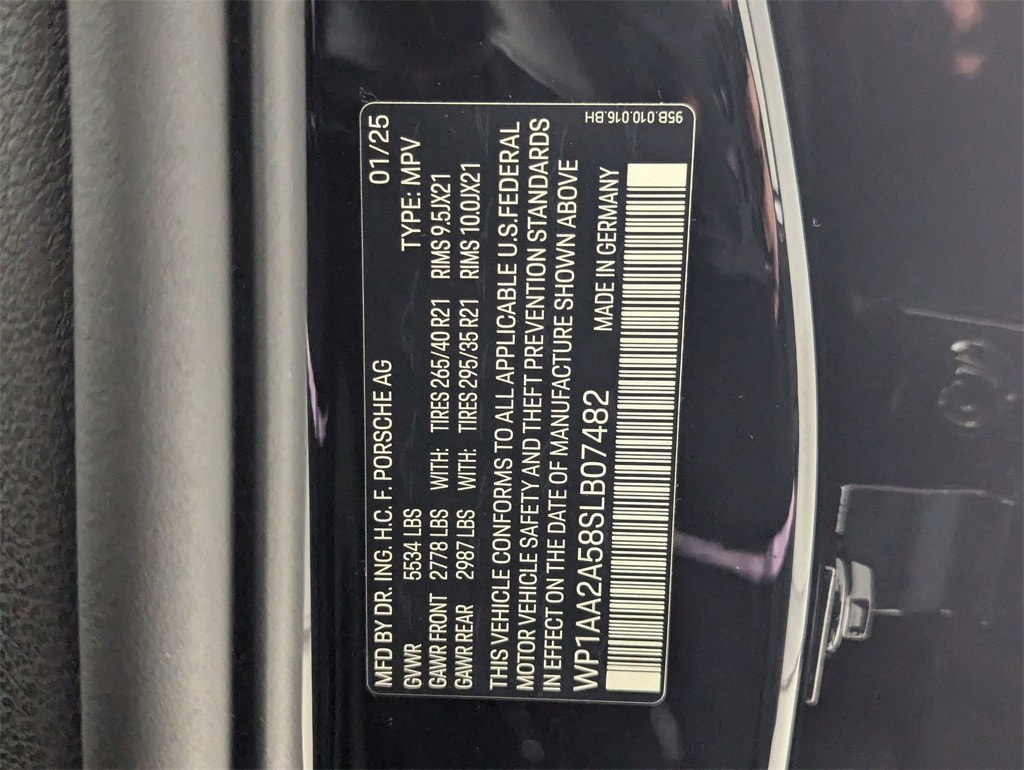 MFD BY DR. ING. H.C. F. PORSCHE AG 01/25
GVWR 5534 LBS TYPE: MPV
GAWR FRONT 2778 LBS WITH: TIRES 265/40 R21 RIMS 9.5JX21
GAWR REAR 2987 LBS WITH: TIRES 295/35 R21 RIMS 10.0JX21
THIS VEHICLE CONFORMS TO ALL APPLICABLE U.S.FEDERAL
MOTOR VEHICLE SAFETY AND THEFT PREVENTION STANDARDS
IN EFFECT ON THE DATE OF MANUFACTURE SHOWN ABOVE
WP1AA2A58SLB07482 MADE IN GERMANY
95B.010.016.BH